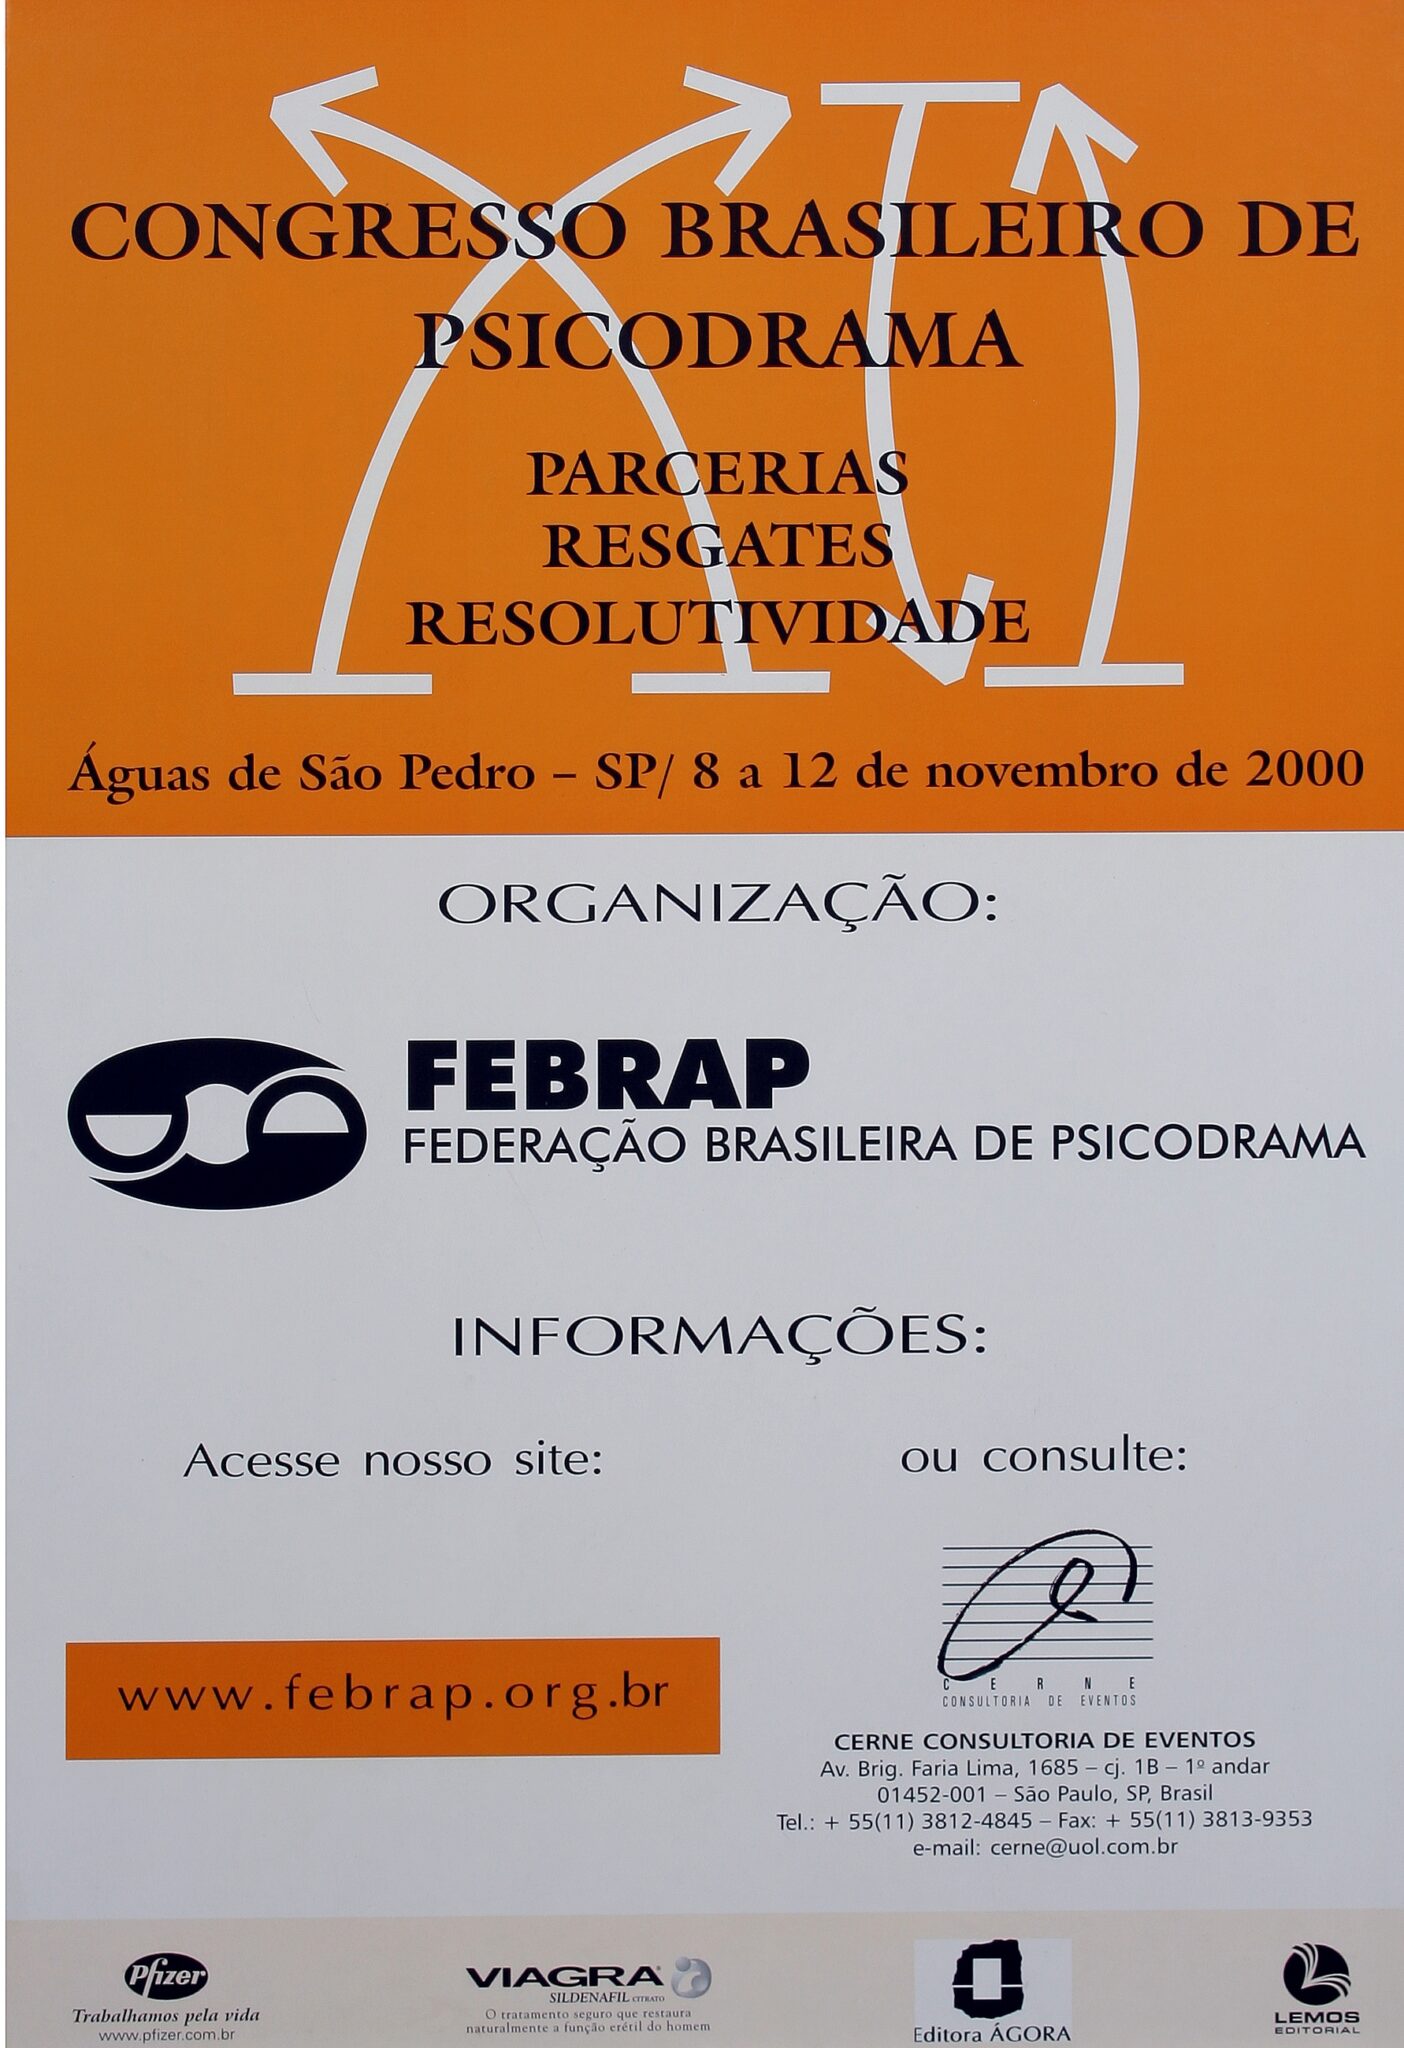 XII
CONGRESSO BRASILEIRO DE
PSICODRAMA
PARCERIAS
RESGATES
RESOLUTIVIDADE
Águas de São Pedro – SP/ 8 a 12 de novembro de 2000
ORGANIZAÇÃO:
FEBRAP
FEDERAÇÃO BRASILEIRA DE PSICODRAMA
INFORMAÇÕES:
Acesse nosso site:
www.febrap.org.br
ou consulte:
CERNE
CONSULTORIA DE EVENTOS
CERNE CONSULTORIA DE EVENTOS
Av. Brig. Faria Lima, 1685 – cj. 1B – 1º andar
01452-001 – São Paulo, SP, Brasil
Tel.: + 55(11) 3812-4845 – Fax: + 55(11) 3813-9353
e-mail: cerne@uol.com.br
Pfizer
Trabalhamos pela vida
www.pfizer.com.br
VIAGRA
SILDENAFIL CITRATO
O tratamento seguro que restaura
naturalmente a função erétil do homem
Editora ÁGORA
LEMOS
EDITORIAL